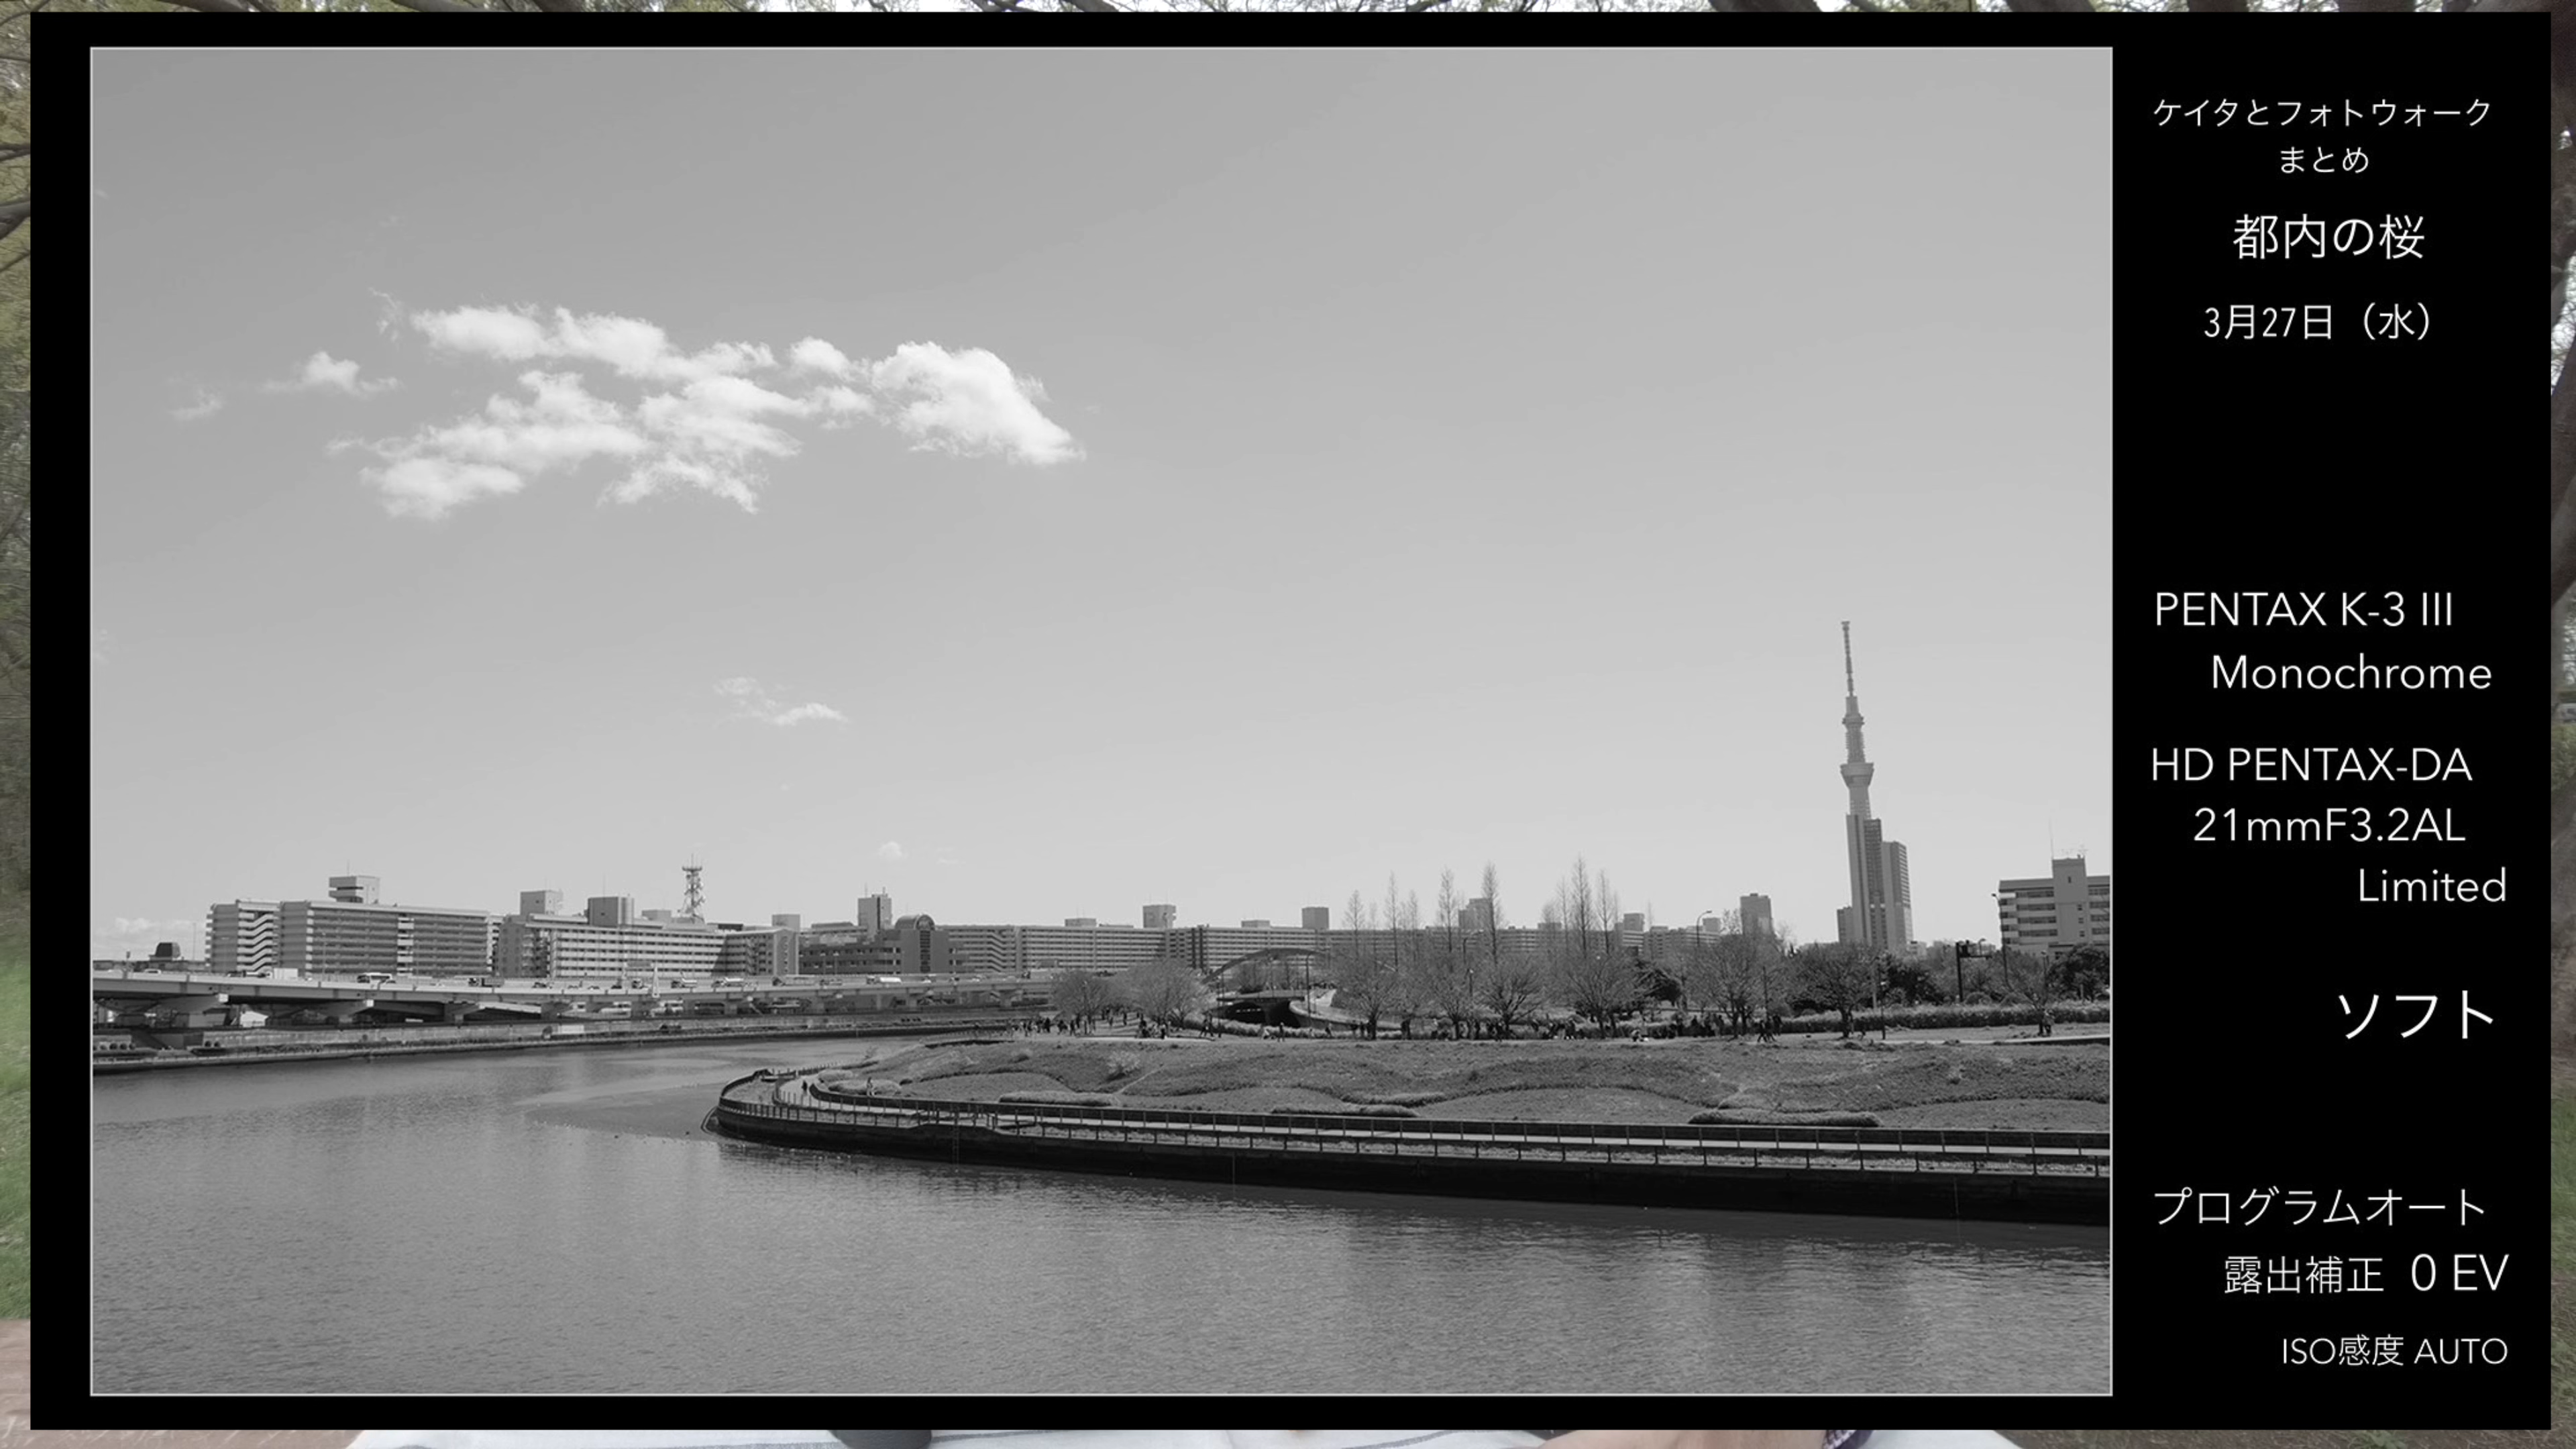 ケイタとフォトウォーク
まとめ
都内の桜
3月27日（水）
PENTAX K-3 III
Monochrome
HD PENTAX-DA
21mmF3.2AL
Limited
ソフト
プログラムオート
露出補正 0 EV
ISO感度 AUTO